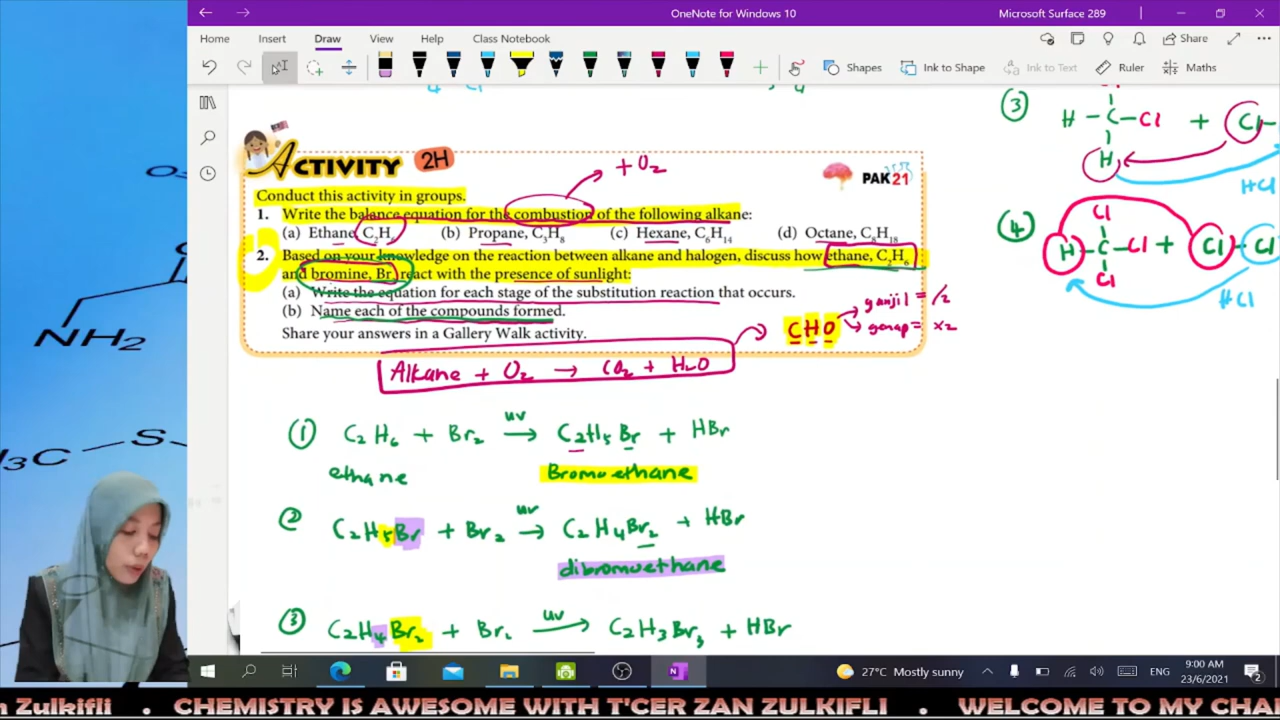 OneNote for Windows 10
Microsoft Surface 289
Home Insert Draw View Help Class Notebook
Share
Shapes Ink to Shape Ink to Text Ruler Maths
ACTIVITY 2H
+ O₂
PAK 21
Conduct this activity in groups.
1. Write the balance equation for the combustion of the following alkane:
(a) Ethane, C₂H₆ (b) Propane, C₃H₈ (c) Hexane, C₆H₁₄ (d) Octane, C₈H₁₈
2. Based on your knowledge on the reaction between alkane and halogen, discuss how ethane, C₂H₆
and bromine, Br₂ react with the presence of sunlight:
(a) Write the equation for each stage of the substitution reaction that occurs.
(b) Name each of the compounds formed.
Share your answers in a Gallery Walk activity.
C H O
ganjil = /2
genap = x2
Alkane + O₂ → CO₂ + H₂O
① C₂H₆ + Br₂ uv → C₂H₅Br + HBr
ethane Bromoethane
② C₂H₅Br + Br₂ uv → C₂H₄Br₂ + HBr
dibromoethane
③ C₂H₄Br₂ + Br₂ uv → C₂H₃Br₃ + HBr
③
H - C - Cl + Cl -
H
HCl
④
Cl
H - C - Cl + Cl - Cl
Cl
HCl
NH₂
H₃C S
27°C Mostly sunny
ENG
9:00 AM
23/6/2021
2
n Zulkifli • CHEMISTRY IS AWESOME WITH T'CER ZAN ZULKIFLI • WELCOME TO MY CHA